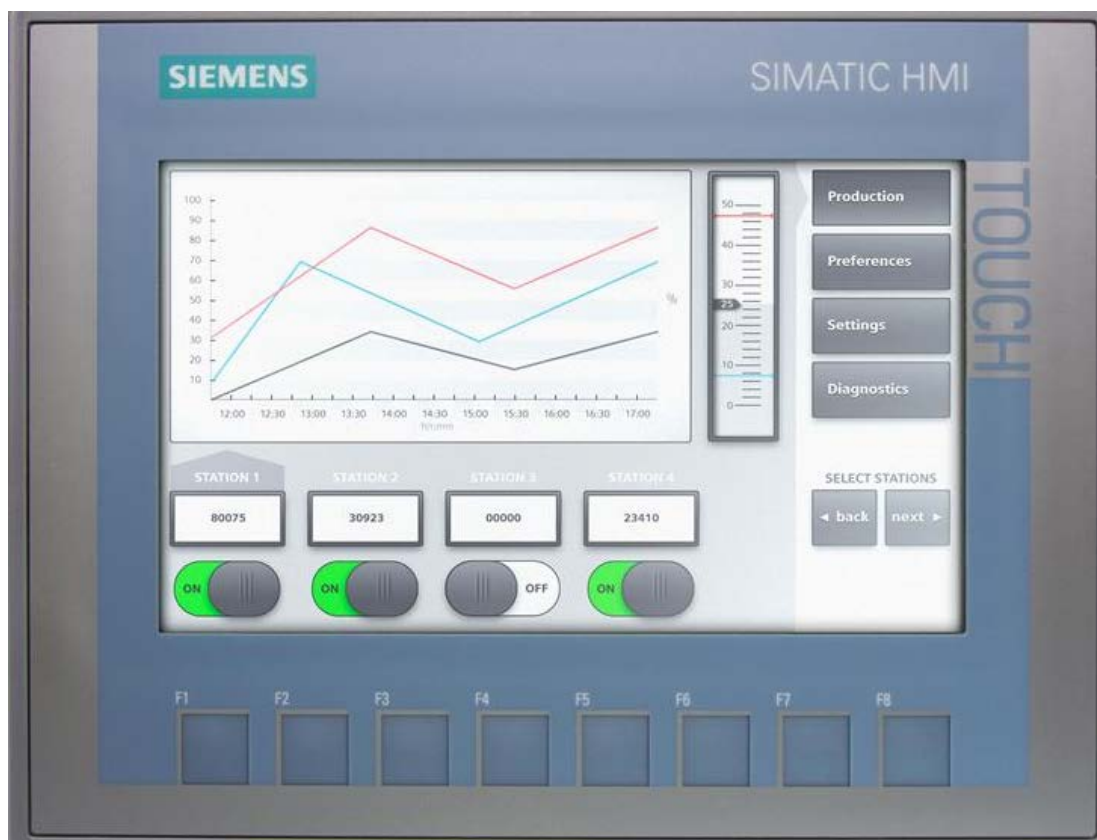 SIEMENS
SIMATIC HMI
TOUCH
100
90
80
70
60
50
40
30
20
10
%
12:00 12:30 13:00 13:30 14:00 14:30 15:00 15:30 16:00 16:30 17:00
50
40
30
25
20
10
0
Production
Preferences
Settings
Diagnostics
STATION 1 STATION 2 STATION 3 STATION 4
80075 30923 00000 23410
ON ON OFF ON
SELECT STATIONS
◄ back next ►
F1 F2 F3 F4 F5 F6 F7 F8